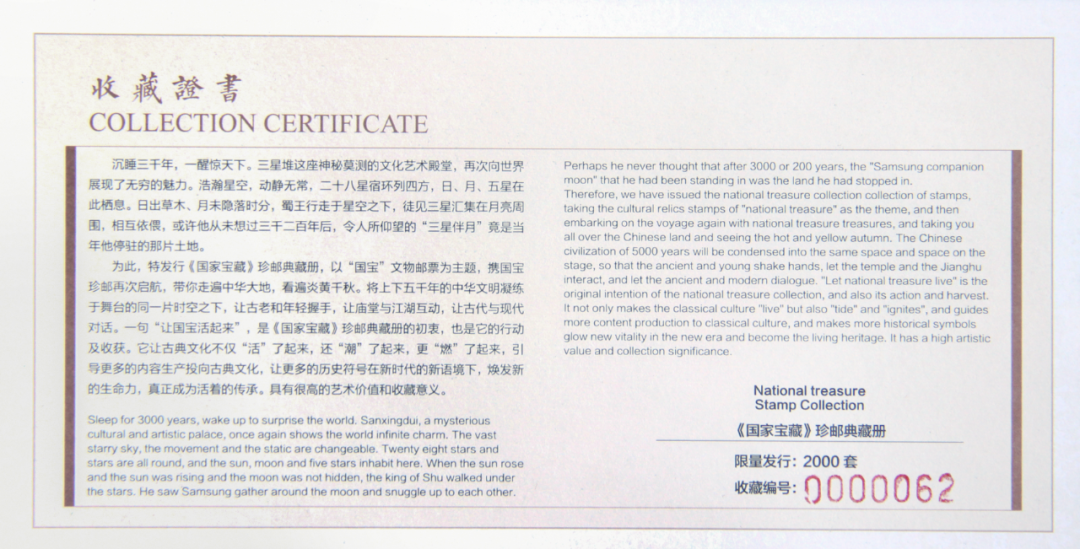 收藏證書
COLLECTION CERTIFICATE
沉睡三千年，一醒惊天下。三星堆这座神秘莫测的文化艺术殿堂，再次向世界
展现了无穷的魅力。浩瀚星空，动静无常，二十八星宿环列四方，日、月、五星在
此栖息。日出草木、月未隐落时分，蜀王行走于星空之下，徒见三星汇集在月亮周
围，相互依偎，或许他从未想过三千二百年后，令人所仰望的“三星伴月”竟是当
年他停驻的那片土地。
为此，特发行《国家宝藏》珍邮典藏册，以“国宝”文物邮票为主题，携国宝
珍邮再次启航，带你走遍中华大地，看遍炎黄千秋。将上下五千年的中华文明凝练
于舞台的同一片时空之下，让古老和年轻握手，让庙堂与江湖互动，让古代与现代
对话。一句“让国宝活起来”，是《国家宝藏》珍邮典藏册的初衷，也是它的行动
及收获。它让古典文化不仅“活”了起来，还“潮”了起来，更“燃”了起来，引
导更多的内容生产投向古典文化，让更多的历史符号在新时代的新语境下，焕发新
的生命力，真正成为活着的传承。具有很高的艺术价值和收藏意义。
Sleep for 3000 years, wake up to surprise the world. Sanxingdui, a mysterious
cultural and artistic palace, once again shows the world infinite charm. The vast
starry sky, the movement and the static are changeable. Twenty eight stars and
stars are all round, and the sun, moon and five stars inhabit here. When the sun rose
and the sun was rising and the moon was not hidden, the king of Shu walked under
the stars. He saw Samsung gather around the moon and snuggle up to each other.
Perhaps he never thought that after 3000 or 200 years, the "Samsung companion
moon" that he had been standing in was the land he had stopped in.
Therefore, we have issued the national treasure collection collection of stamps,
taking the cultural relics stamps of "national treasure" as the theme, and then
embarking on the voyage again with national treasure treasures, and taking you
all over the Chinese land and seeing the hot and yellow autumn. The Chinese
civilization of 5000 years will be condensed into the same space and space on the
stage, so that the ancient and young shake hands, let the temple and the Jianghu
interact, and let the ancient and modern dialogue. "Let national treasure live" is the
original intention of the national treasure collection, and also its action and harvest.
It not only makes the classical culture "live" but also "tide" and "ignites", and guides
more content production to classical culture, and makes more historical symbols
glow new vitality in the new era and become the living heritage. It has a high artistic
value and collection significance.
National treasure
Stamp Collection
《国家宝藏》珍邮典藏册
限量发行：2000 套
收藏编号：0000062